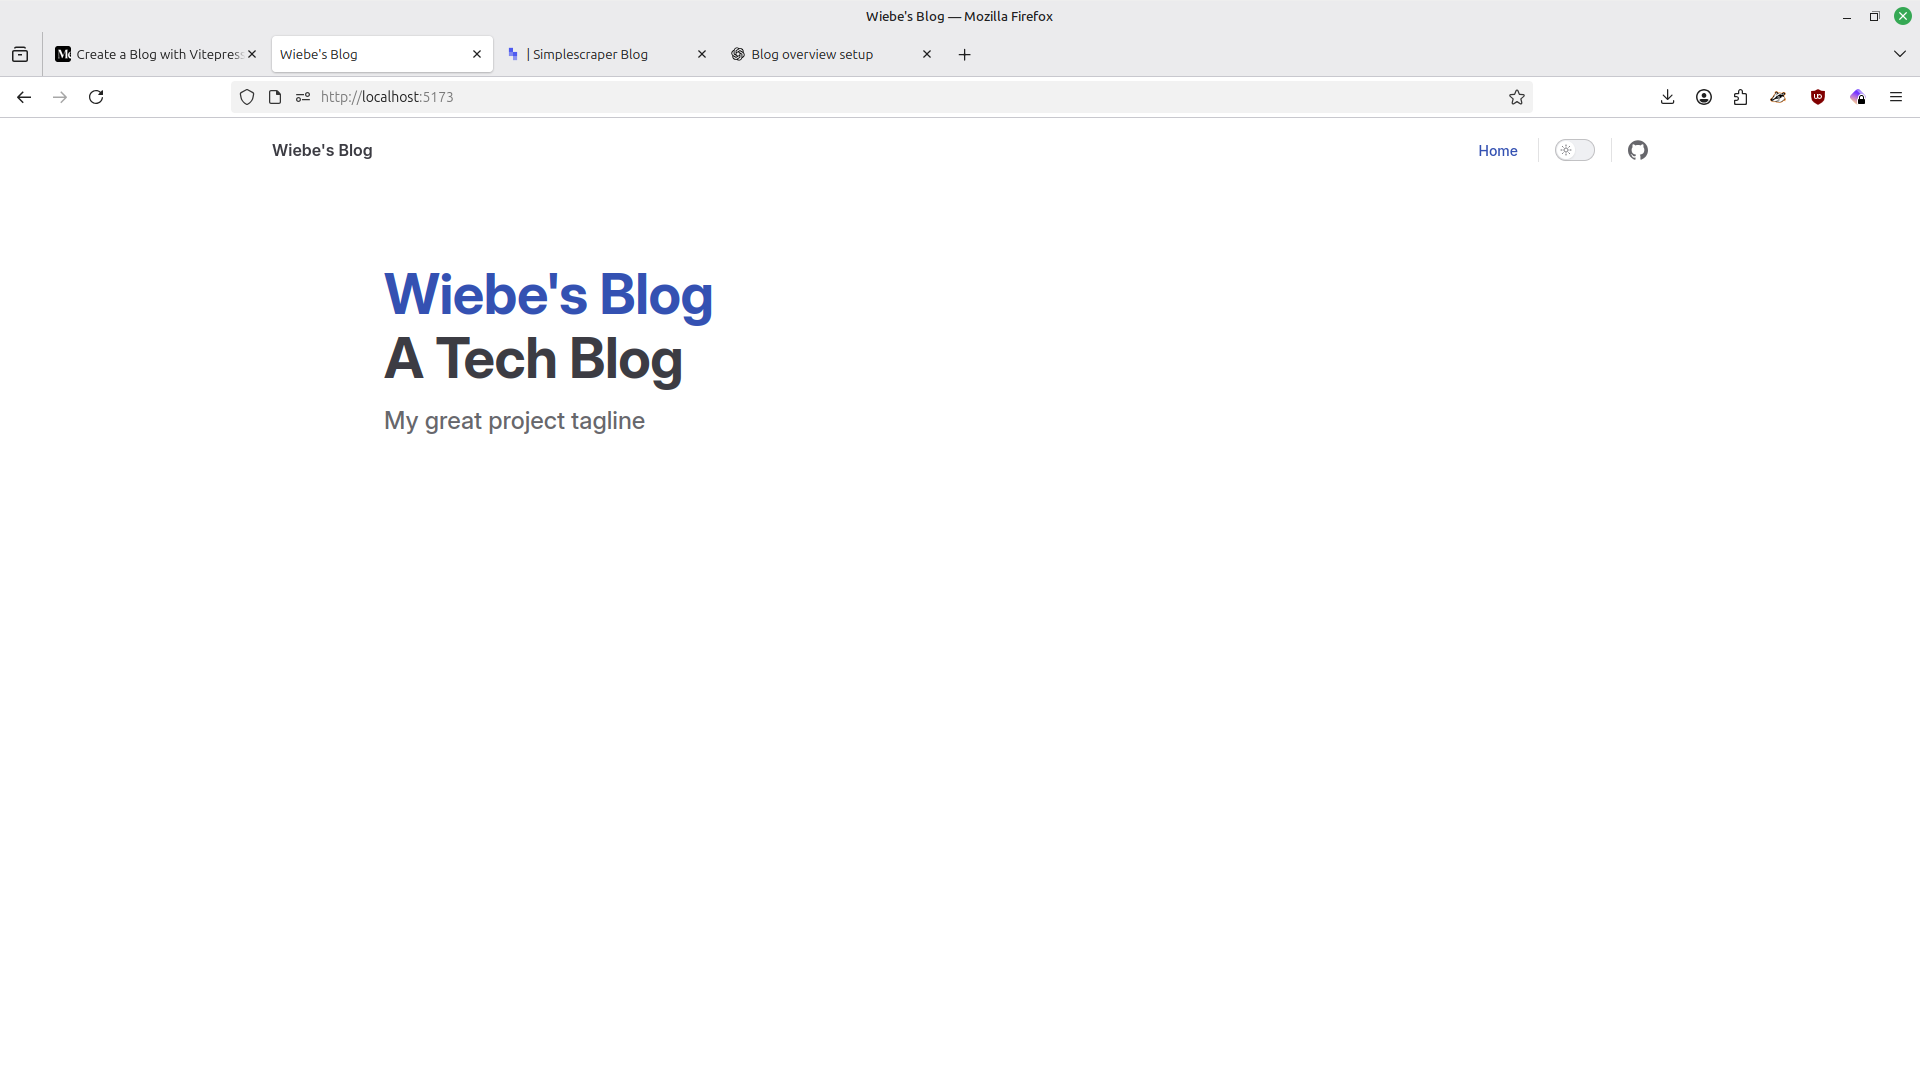 Wiebe's Blog — Mozilla Firefox
Create a Blog with Vitepress
Wiebe's Blog
| Simplescraper Blog
Blog overview setup
http://localhost:5173
Wiebe's Blog
Home
Wiebe's Blog
A Tech Blog
My great project tagline